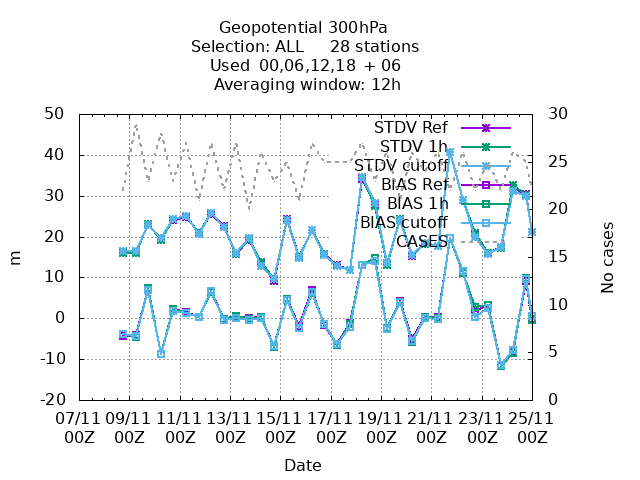 Geopotential 300hPa
Selection: ALL 28 stations
Used 00,06,12,18 + 06
Averaging window: 12h
50
40
30
20
10
0
-10
-20
m
30
25
20
15
10
5
0
No cases
STDV Ref
STDV 1h
STDV cutoff
BIAS Ref
BIAS 1h
BIAS cutoff
CASES
07/11 09/11 11/11 13/11 15/11 17/11 19/11 21/11 23/11 25/11
00Z 00Z 00Z 00Z 00Z 00Z 00Z 00Z 00Z 00Z
Date